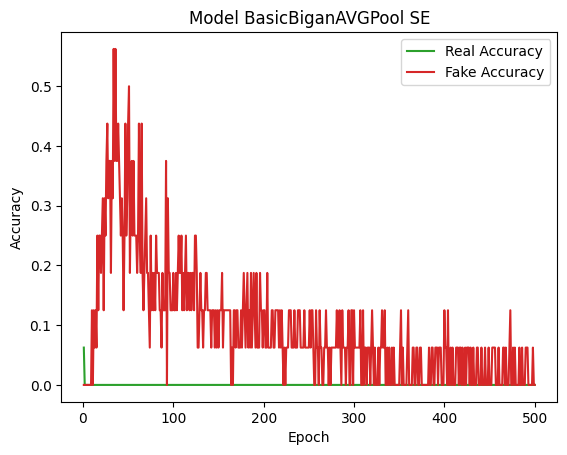 Model BasicBiganAVGPool SE
Real Accuracy
Fake Accuracy
Accuracy
0.5
0.4
0.3
0.2
0.1
0.0
0 100 200 300 400 500
Epoch